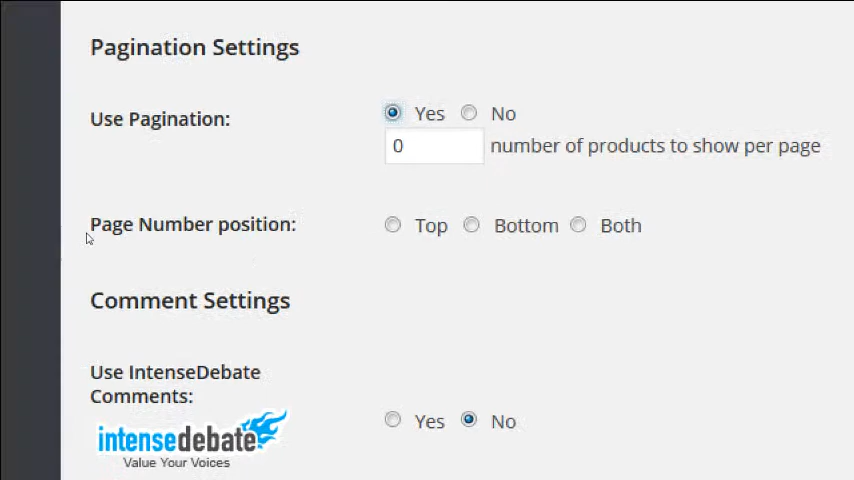 Pagination Settings
Use Pagination:
Yes No
0 number of products to show per page
Page Number position:
Top Bottom Both
Comment Settings
Use IntenseDebate
Comments:
Yes No
intensedebate
Value Your Voices